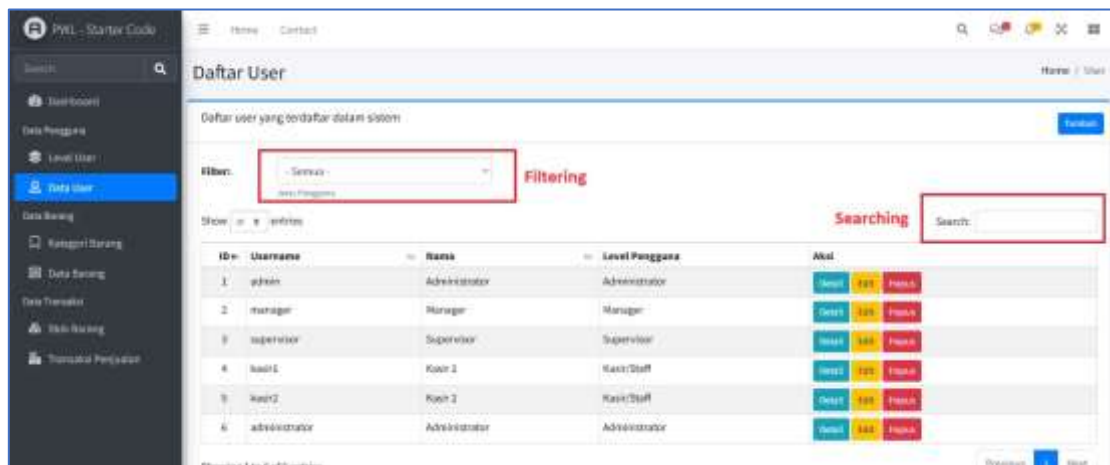 PWL - Starter Code
Home Contact
Search
Daftar User
Home / User
Dashboard
Daftar user yang terdaftar dalam sistem
Tambah
Data Pengguna
Level User
Filter: - Semua -
Filtering
Data User
Level Pengguna
Data Barang
Show entries
Searching
Search:
Kategori Barang
ID Username Nama Level Pengguna Aksi
Data Barang
1 admin Administrator Administrator Detail Edit Hapus
Data Transaksi
2 manager Manager Manager Detail Edit Hapus
Stok Barang
3 supervisor Supervisor Supervisor Detail Edit Hapus
Transaksi Penjualan
4 kasir1 Kasir 1 Kasir/Staff Detail Edit Hapus
5 kasir2 Kasir 2 Kasir/Staff Detail Edit Hapus
6 administrator Administrator Administrator Detail Edit Hapus
Previous 1 Next